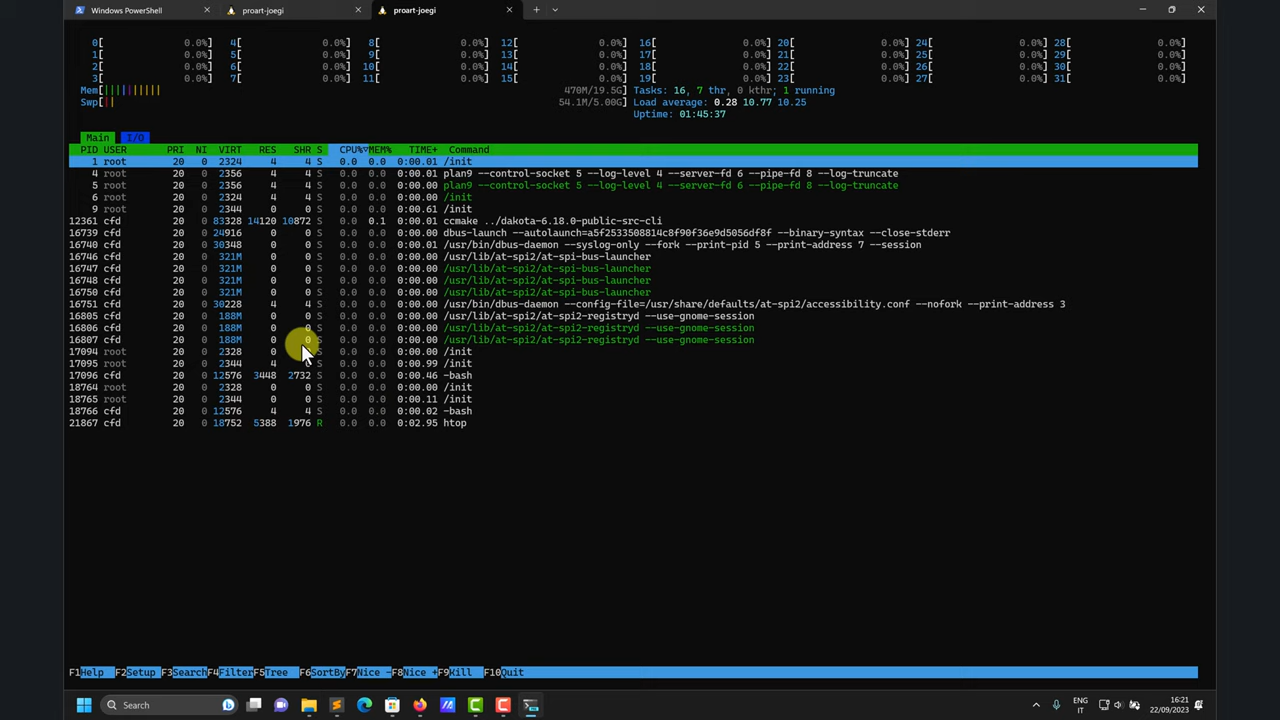 Windows PowerShell proart-joegi proart-joegi
0[ 0.0%] 4[ 0.0%] 8[ 0.0%] 12[ 0.0%] 16[ 0.0%] 20[ 0.0%] 24[ 0.0%] 28[ 0.0%]
1[ 0.0%] 5[ 0.0%] 9[ 0.0%] 13[ 0.0%] 17[ 0.0%] 21[ 0.0%] 25[ 0.0%] 29[ 0.0%]
2[ 0.0%] 6[ 0.0%] 10[ 0.0%] 14[ 0.0%] 18[ 0.0%] 22[ 0.0%] 26[ 0.0%] 30[ 0.0%]
3[ 0.0%] 7[ 0.0%] 11[ 0.0%] 15[ 0.0%] 19[ 0.0%] 23[ 0.0%] 27[ 0.0%] 31[ 0.0%]
Mem[||||||||||| 470M/19.5G] Tasks: 16, 7 thr, 0 kthr; 1 running
Swp[|| 54.1M/5.00G] Load average: 0.28 10.77 10.25
Uptime: 01:45:37
Main I/O
PID USER PRI NI VIRT RES SHR S CPU%▽MEM% TIME+ Command
1 root 20 0 2324 4 4 S 0.0 0.0 0:00.01 /init
4 root 20 0 2356 4 4 S 0.0 0.0 0:00.01 plan9 --control-socket 5 --log-level 4 --server-fd 6 --pipe-fd 8 --log-truncate
5 root 20 0 2356 4 4 S 0.0 0.0 0:00.00 plan9 --control-socket 5 --log-level 4 --server-fd 6 --pipe-fd 8 --log-truncate
6 root 20 0 2324 4 4 S 0.0 0.0 0:00.00 /init
9 root 20 0 2344 0 0 S 0.0 0.0 0:00.61 /init
12361 cfd 20 0 83328 14120 10872 S 0.0 0.1 0:00.01 ccmake ../dakota-6.18.0-public-src-cli
16739 cfd 20 0 24916 0 0 S 0.0 0.0 0:00.00 dbus-launch --autolaunch=a5f2533508814c8f90f36e9d5056df8f --binary-syntax --close-stderr
16740 cfd 20 0 30348 0 0 S 0.0 0.0 0:00.00 /usr/bin/dbus-daemon --syslog-only --fork --print-pid 5 --print-address 7 --session
16746 cfd 20 0 321M 0 0 S 0.0 0.0 0:00.00 /usr/lib/at-spi2/at-spi-bus-launcher
16747 cfd 20 0 321M 0 0 S 0.0 0.0 0:00.00 /usr/lib/at-spi2/at-spi-bus-launcher
16748 cfd 20 0 321M 0 0 S 0.0 0.0 0:00.00 /usr/lib/at-spi2/at-spi-bus-launcher
16750 cfd 20 0 321M 0 0 S 0.0 0.0 0:00.00 /usr/lib/at-spi2/at-spi-bus-launcher
16751 cfd 20 0 30228 4 4 S 0.0 0.0 0:00.00 /usr/bin/dbus-daemon --config-file=/usr/share/defaults/at-spi2/accessibility.conf --nofork --print-address 3
16805 cfd 20 0 188M 0 0 S 0.0 0.0 0:00.00 /usr/lib/at-spi2/at-spi2-registryd --use-gnome-session
16806 cfd 20 0 188M 0 0 S 0.0 0.0 0:00.00 /usr/lib/at-spi2/at-spi2-registryd --use-gnome-session
16807 cfd 20 0 188M 0 0 S 0.0 0.0 0:00.00 /usr/lib/at-spi2/at-spi2-registryd --use-gnome-session
17094 root 20 0 2328 0 S 0.0 0.0 0:00.00 /init
17095 root 20 0 2344 4 S 0.0 0.0 0:00.99 /init
17096 cfd 20 0 12576 3448 2732 S 0.0 0.0 0:00.46 -bash
18764 root 20 0 2328 0 0 S 0.0 0.0 0:00.00 /init
18765 root 20 0 2344 0 0 S 0.0 0.0 0:00.11 /init
18766 cfd 20 0 12576 4 4 S 0.0 0.0 0:00.02 -bash
21867 cfd 20 0 18752 5388 1976 R 0.0 0.0 0:02.95 htop
F1Help F2Setup F3SearchF4FilterF5Tree F6SortByF7Nice -F8Nice +F9Kill F10Quit
Search ENG 16:21
IT 22/09/2023